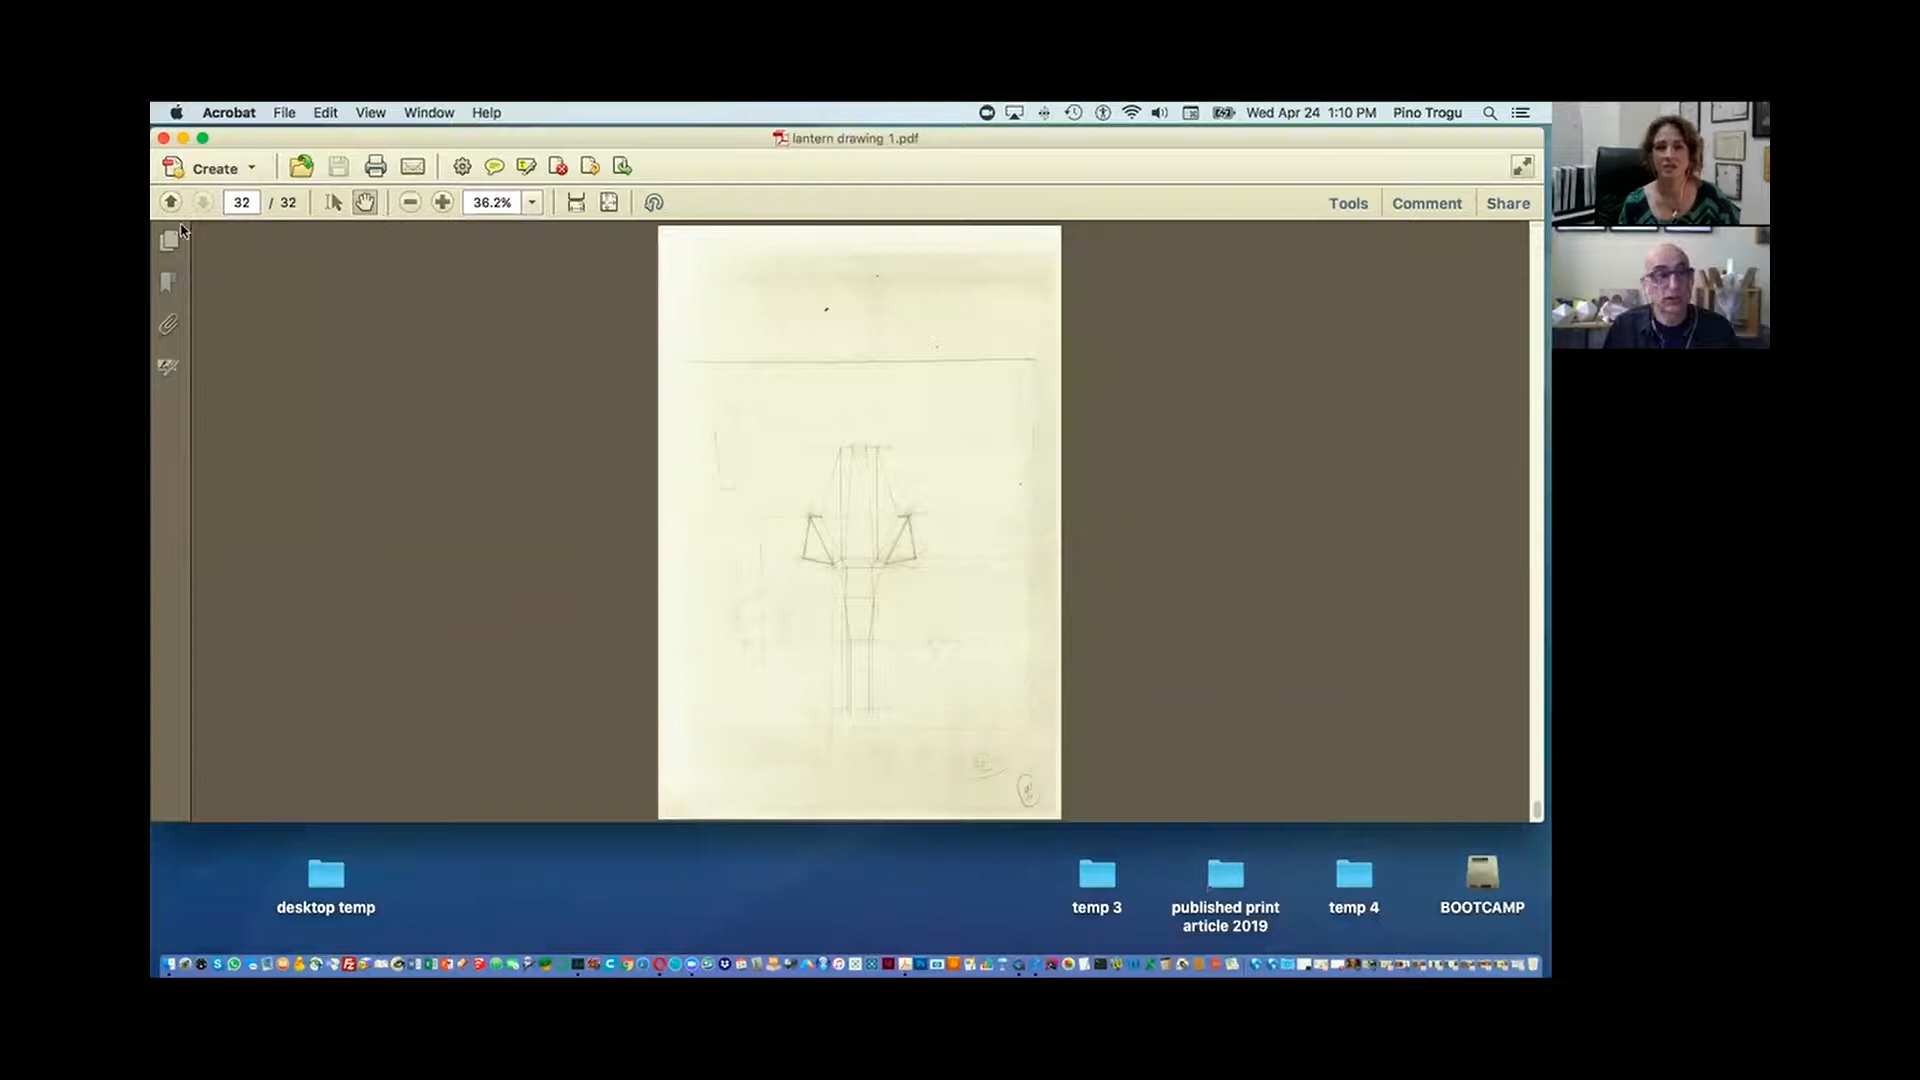 Acrobat File Edit View Window Help Wed Apr 24 1:10 PM Pino Trogu
lantern drawing 1.pdf
Create
32 / 32 36.2% Tools Comment Share
desktop temp
temp 3
published print
article 2019
temp 4
BOOTCAMP